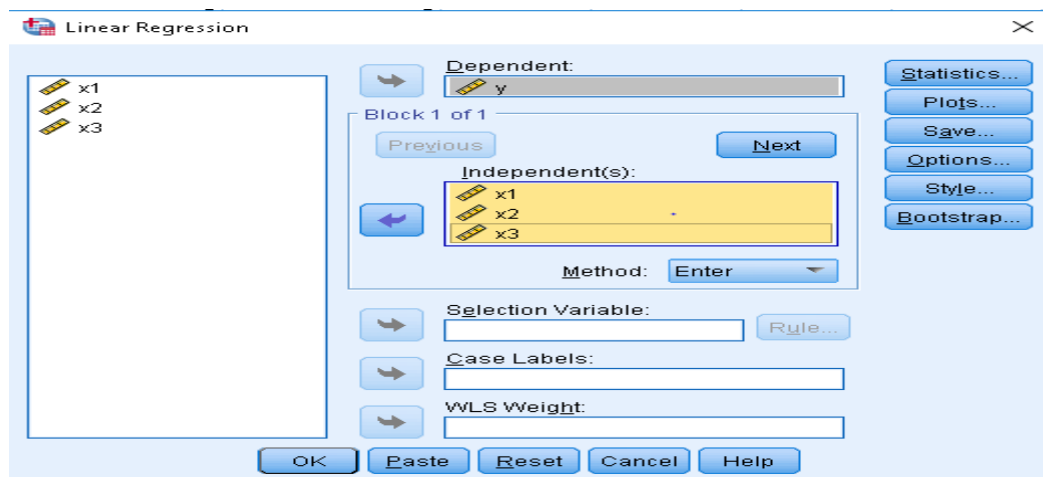 Linear Regression
x1
x2
x3
Dependent:
y
Block 1 of 1
Previous
Next
Independent(s):
x1
x2
x3
Method: Enter
Selection Variable:
Rule...
Case Labels:
WLS Weight:
Statistics...
Plots...
Save...
Options...
Style...
Bootstrap...
OK Paste Reset Cancel Help